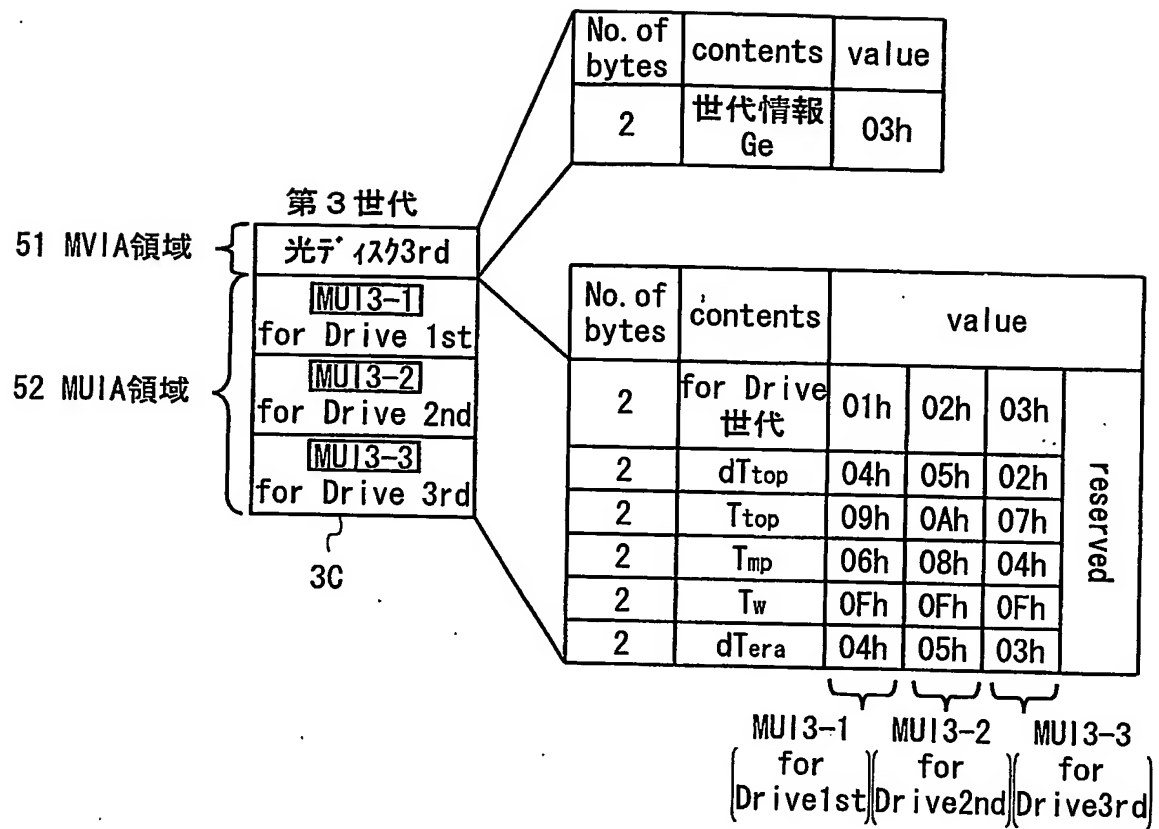 No. of bytes contents value
2 世代情報 Ge 03h
第3世代
51 MVIA領域
光ディスク3rd
52 MUIA領域
MUI3-1
for Drive 1st
MUI3-2
for Drive 2nd
MUI3-3
for Drive 3rd
3C
No. of bytes contents value
2 for Drive 世代 01h 02h 03h
reserved
2 dTtop 04h 05h 02h
2 Ttop 09h 0Ah 07h
2 Tmp 06h 08h 04h
2 Tw 0Fh 0Fh 0Fh
2 dTera 04h 05h 03h
MUI3-1 MUI3-2 MUI3-3
for for for
Drive1st Drive2nd Drive3rd